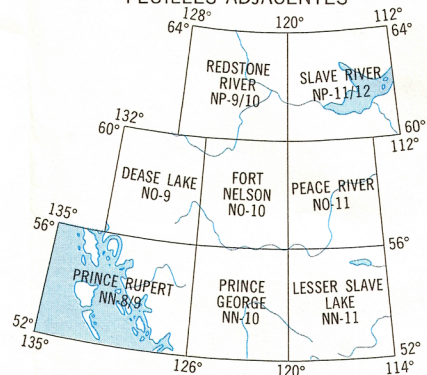 FEUILLES ADJACENTES
128° 120° 112°
64° 64°
REDSTONE
RIVER
NP-9/10
SLAVE RIVER
NP-11/12
132°
60° 60°
112°
DEASE LAKE
NO-9
FORT
NELSON
NO-10
PEACE RIVER
NO-11
135°
56° 56°
PRINCE RUPERT
NN-8/9
PRINCE
GEORGE
NN-10
LESSER SLAVE
LAKE
NN-11
52° 52°
135° 126° 120° 114°